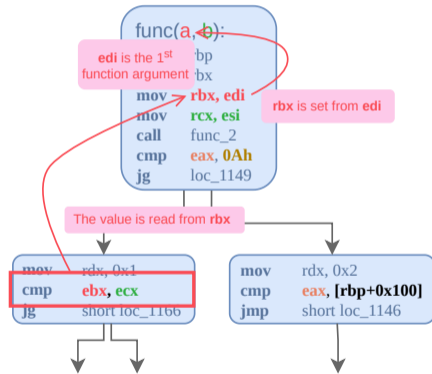 func(a, b):
edi is the 1st
function argument
rbp
rbx
mov rbx, edi
mov rcx, esi
call func_2
cmp eax, 0Ah
jg loc_1149
rbx is set from edi
The value is read from rbx
mov rdx, 0x1
cmp ebx, ecx
jg short loc_1166
mov rdx, 0x2
cmp eax, [rbp+0x100]
jmp short loc_1146